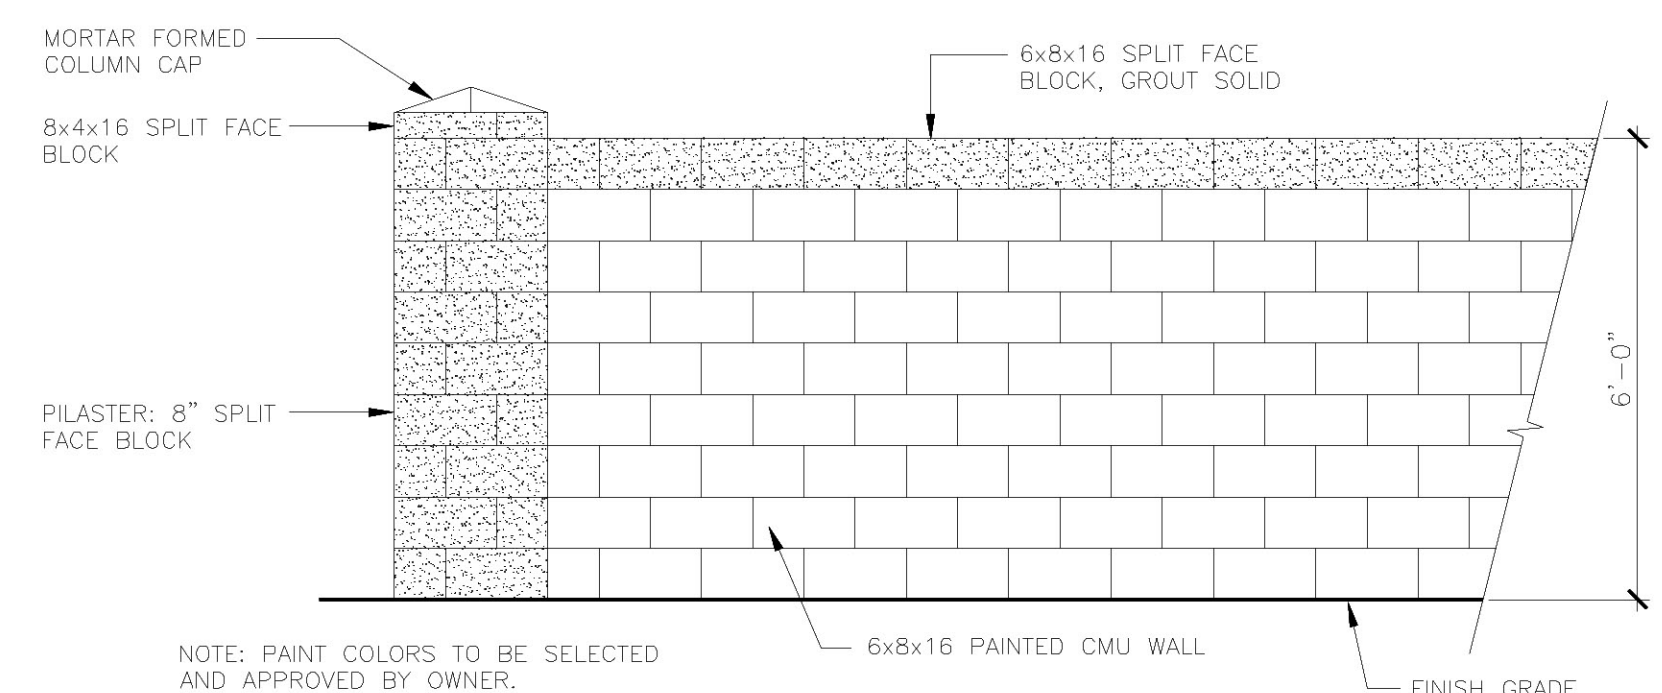 MORTAR FORMED
COLUMN CAP
8x4x16 SPLIT FACE
BLOCK
6x8x16 SPLIT FACE
BLOCK, GROUT SOLID
PILASTER: 8" SPLIT
FACE BLOCK
6'-0"
6x8x16 PAINTED CMU WALL
NOTE: PAINT COLORS TO BE SELECTED
AND APPROVED BY OWNER.
FINISH GRADE